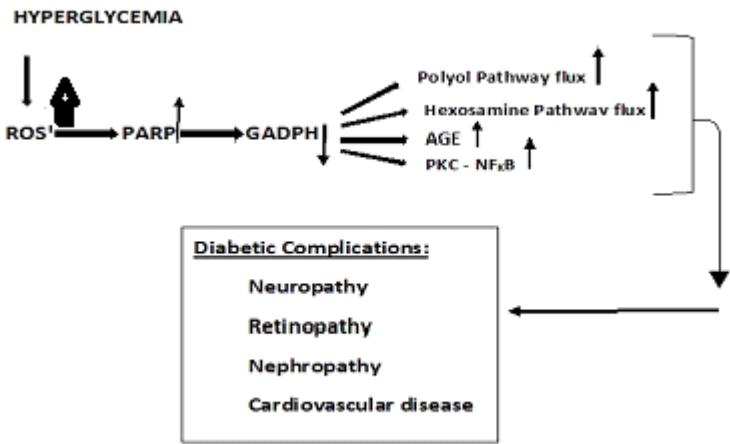 HYPERGLYCEMIA
Polyol Pathway flux
Hexosamine Pathway flux
ROS' PARP GADPH
AGE
PKC - NFκB
Diabetic Complications:
Neuropathy
Retinopathy
Nephropathy
Cardiovascular disease